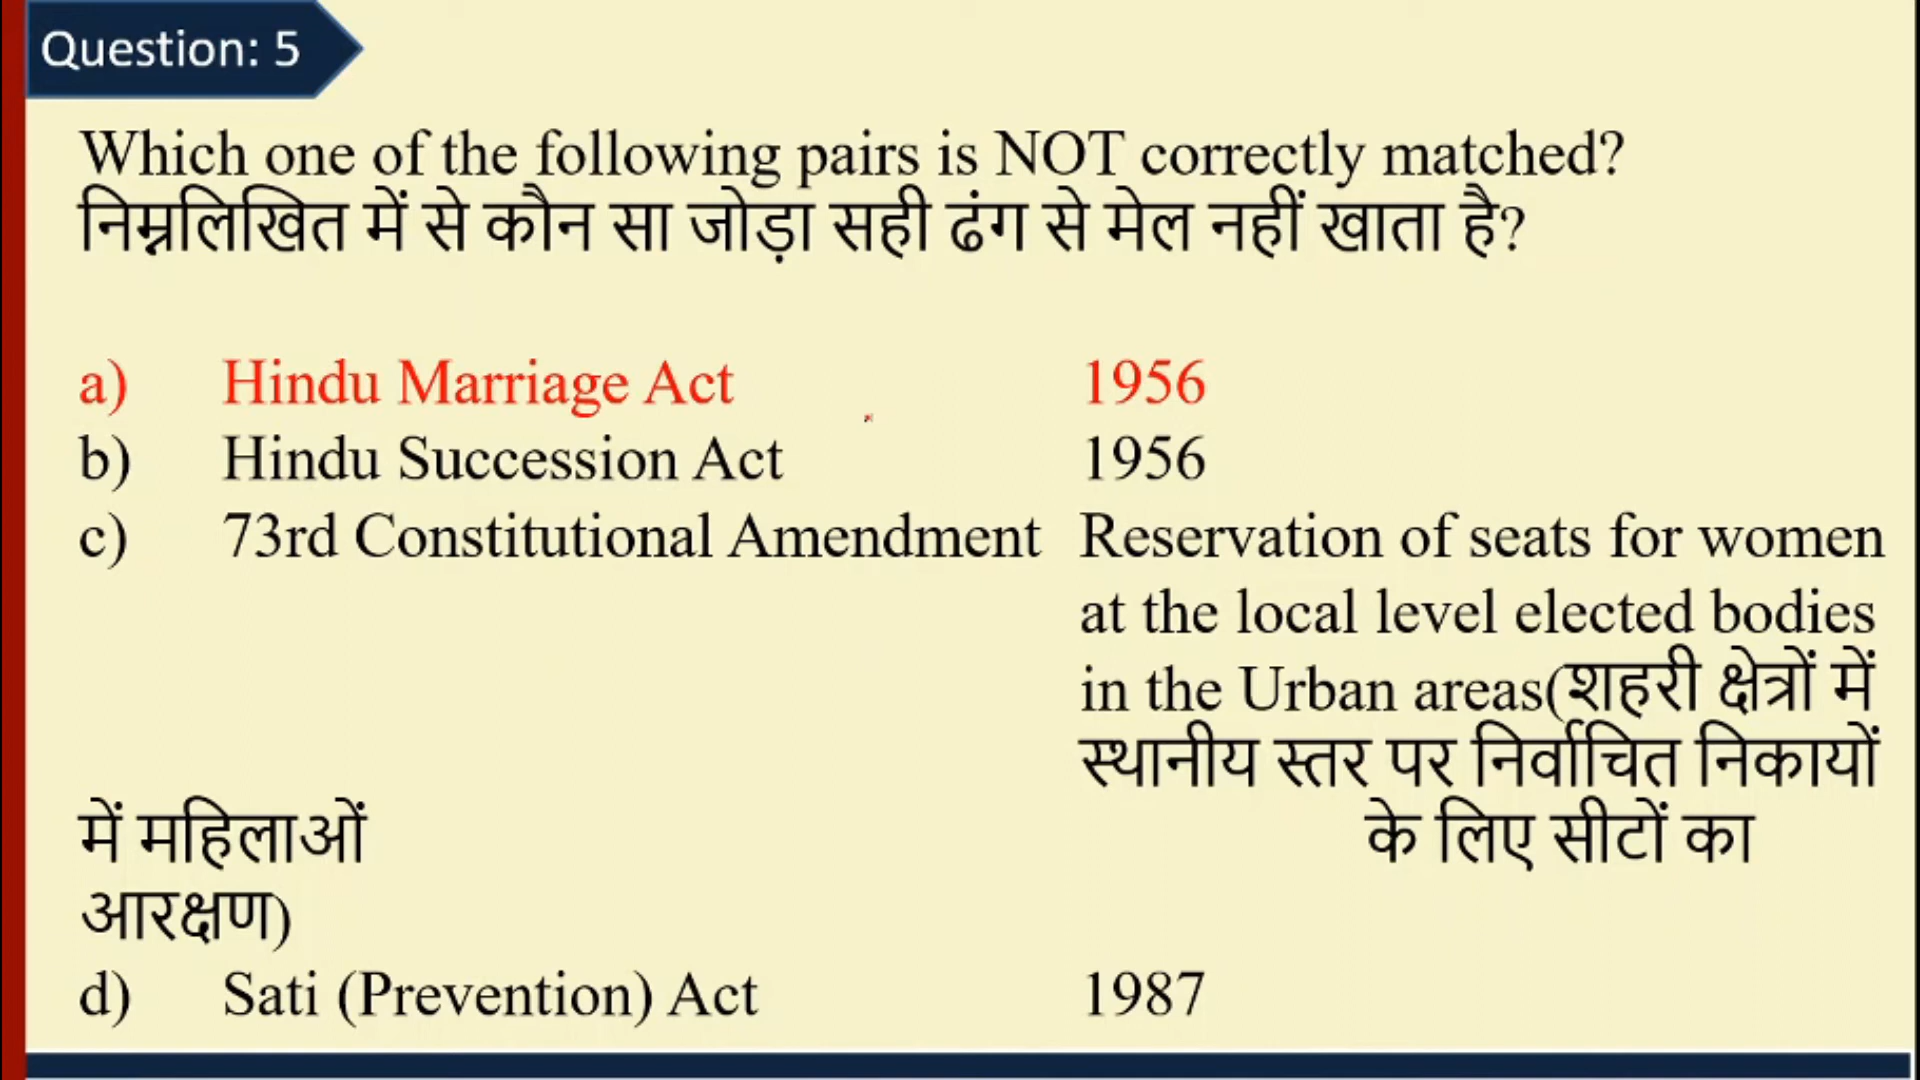 Question: 5
Which one of the following pairs is NOT correctly matched?
निम्नलिखित में से कौन सा जोड़ा सही ढंग से मेल नहीं खाता है?
a) Hindu Marriage Act 1956
b) Hindu Succession Act 1956
c) 73rd Constitutional Amendment Reservation of seats for women
at the local level elected bodies
in the Urban areas(शहरी क्षेत्रों में
स्थानीय स्तर पर निर्वाचित निकायों
में महिलाओं के लिए सीटों का
आरक्षण)
d) Sati (Prevention) Act 1987